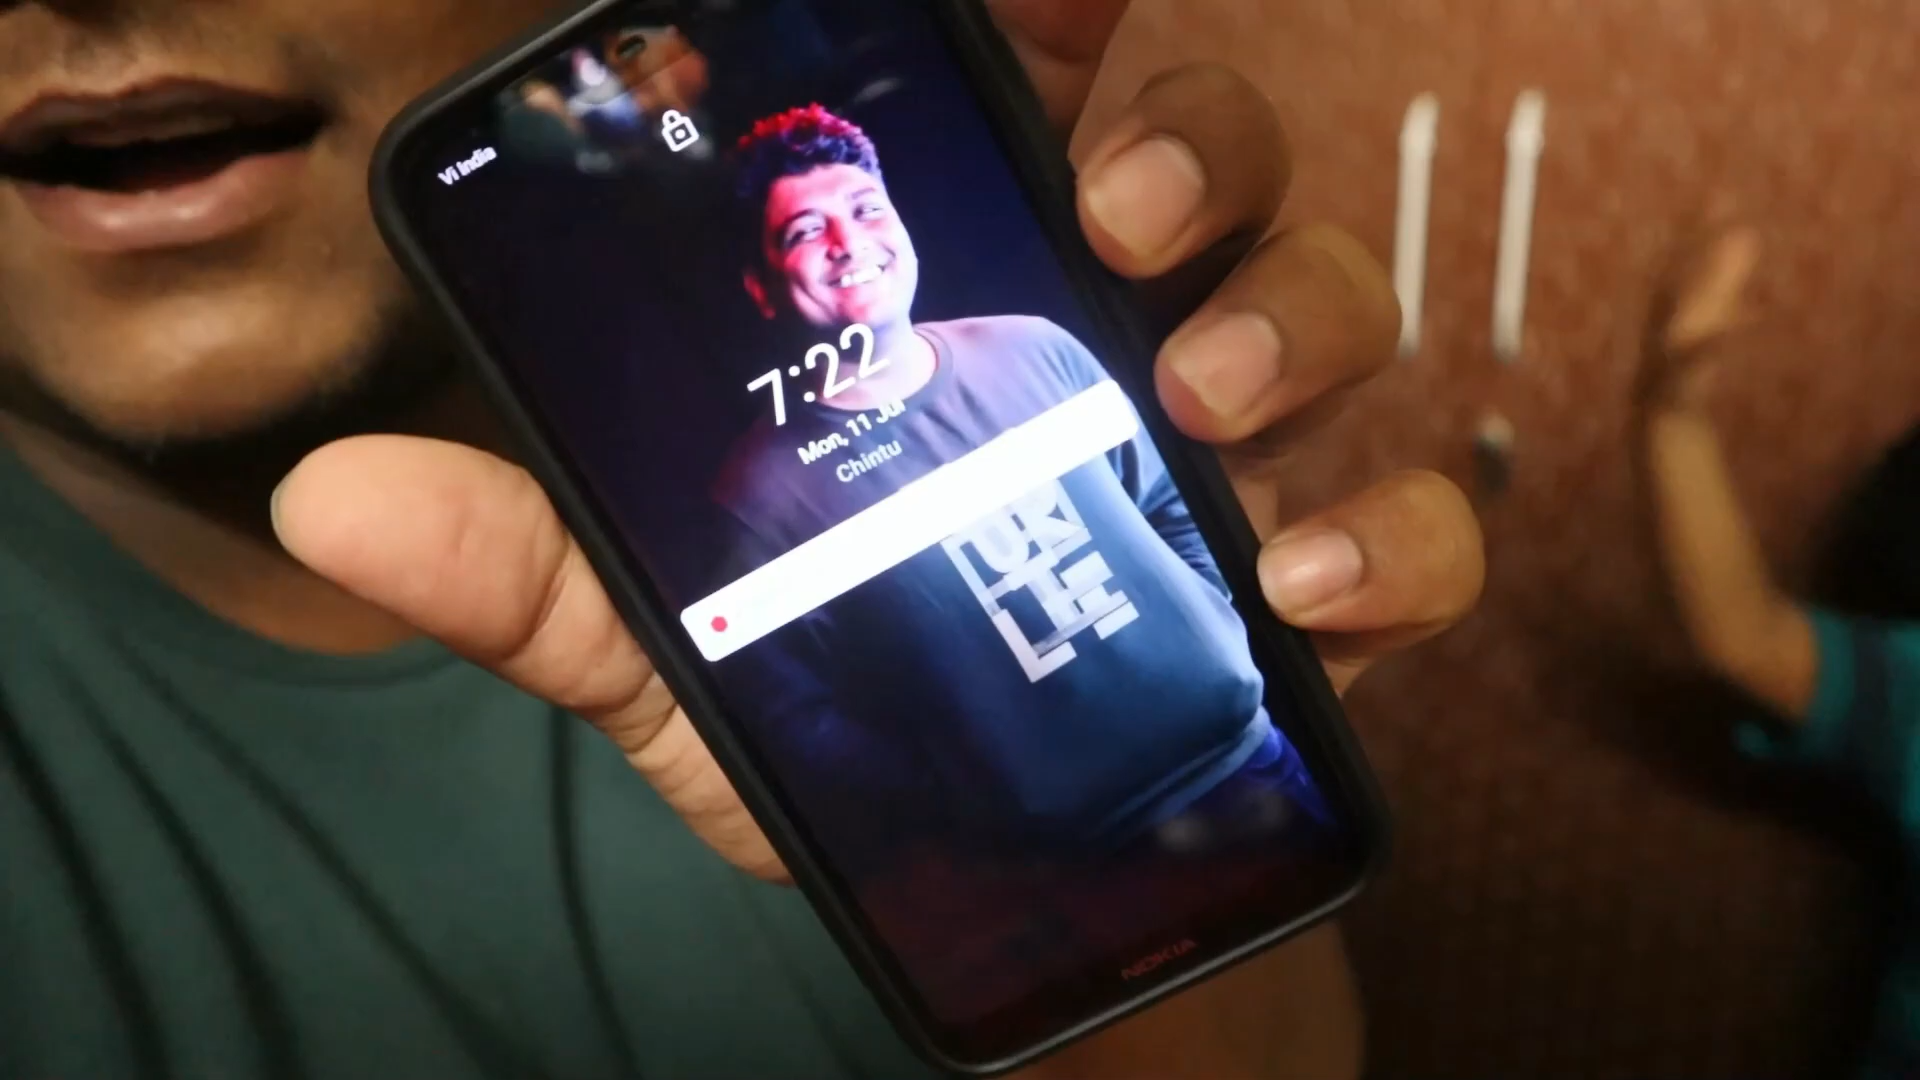 Vi India
7:22
Mon, 11 Jul
Chintu
NOKIA